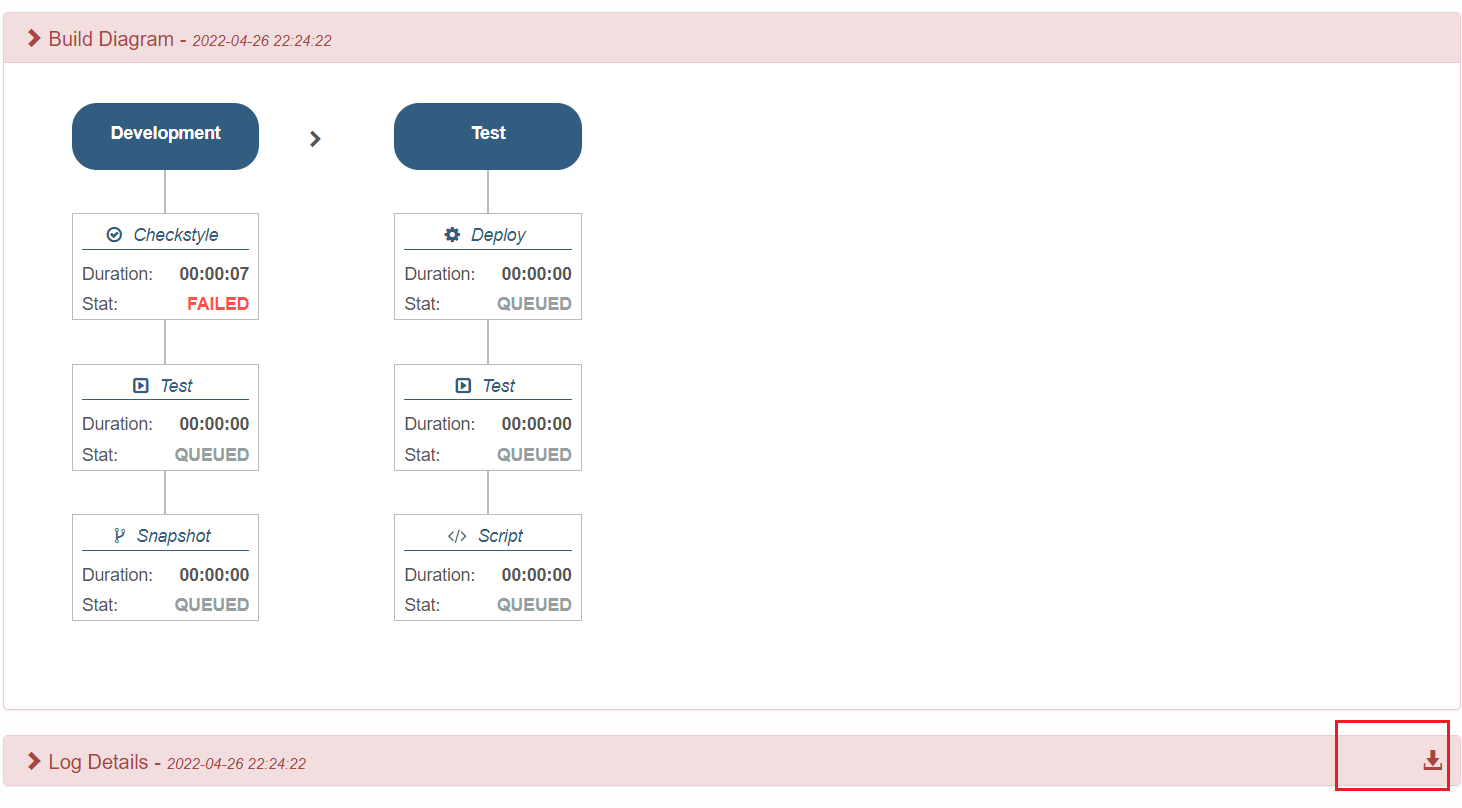 Build Diagram - 2022-04-26 22:24:22
Development
Test
Checkstyle
Duration: 00:00:07
Stat: FAILED
Deploy
Duration: 00:00:00
Stat: QUEUED
Test
Duration: 00:00:00
Stat: QUEUED
Test
Duration: 00:00:00
Stat: QUEUED
Snapshot
Duration: 00:00:00
Stat: QUEUED
Script
Duration: 00:00:00
Stat: QUEUED
Log Details - 2022-04-26 22:24:22